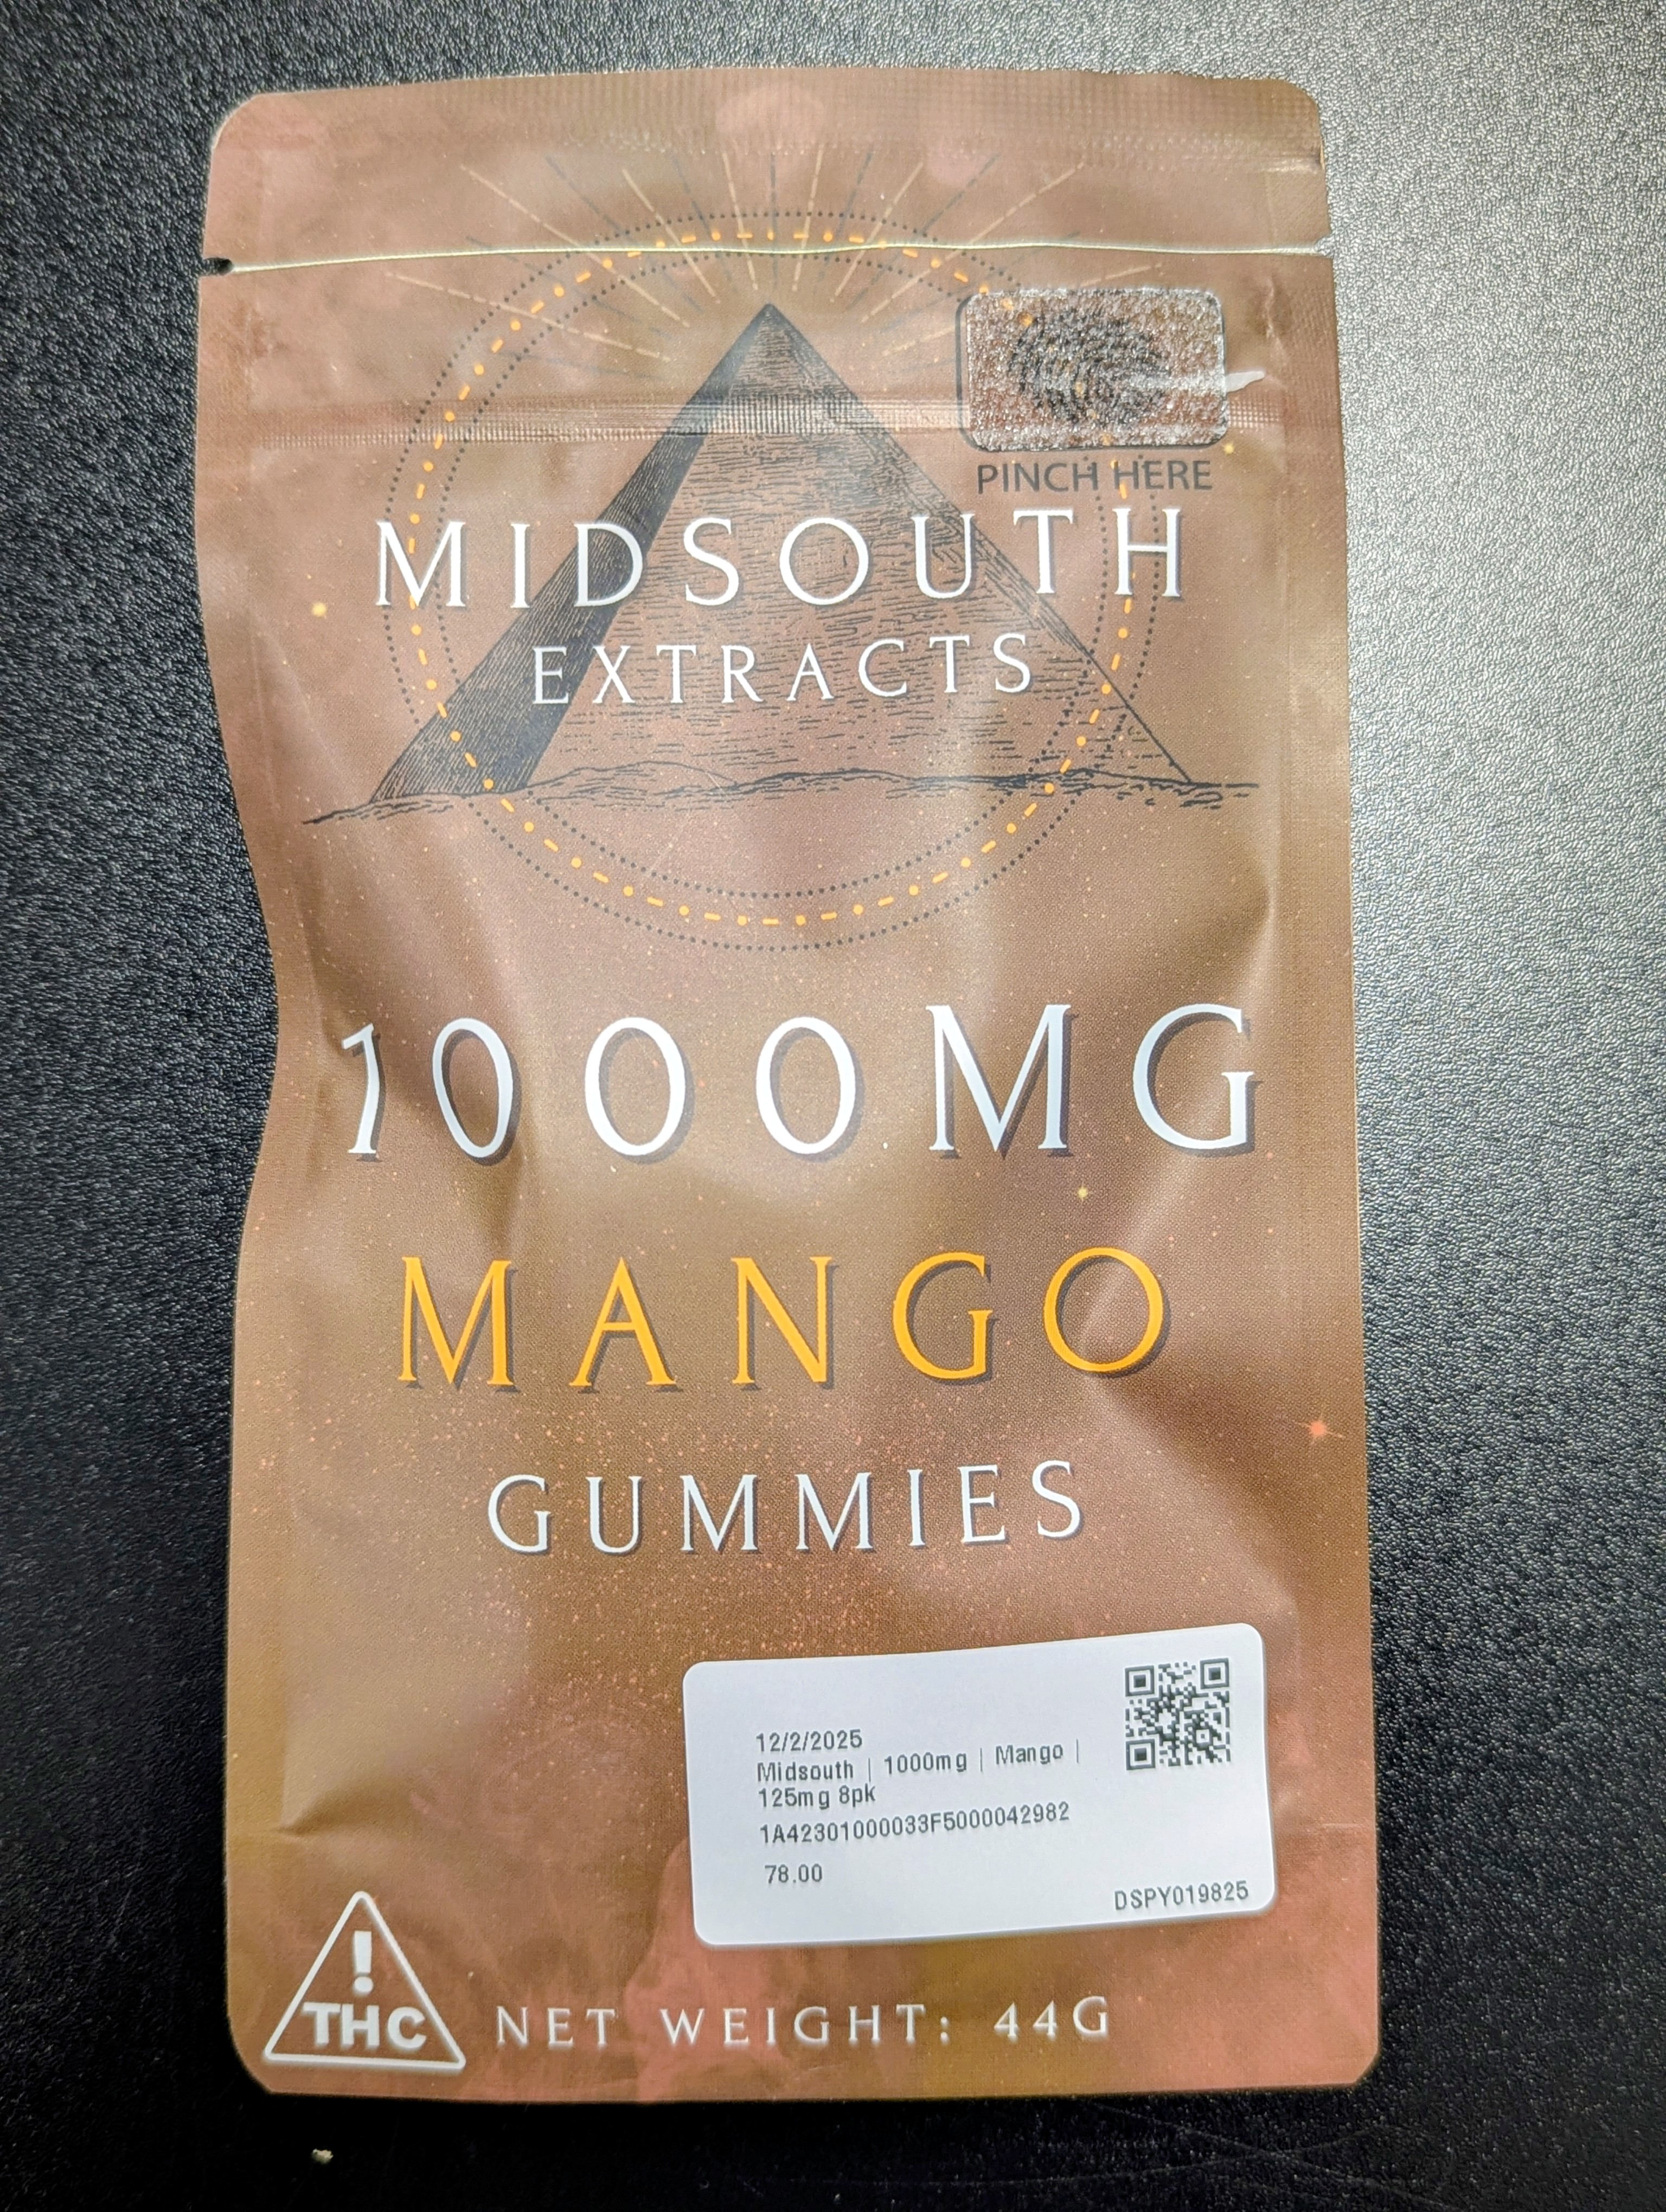 PINCH HERE
MIDSOUTH
EXTRACTS
1000MG
MANGO
GUMMIES
12/2/2025
Midsouth | 1000mg | Mango |
125mg 8pk
1A42301000033F5000042982
78.00
DSPY019825
!
THC
NET WEIGHT: 44G